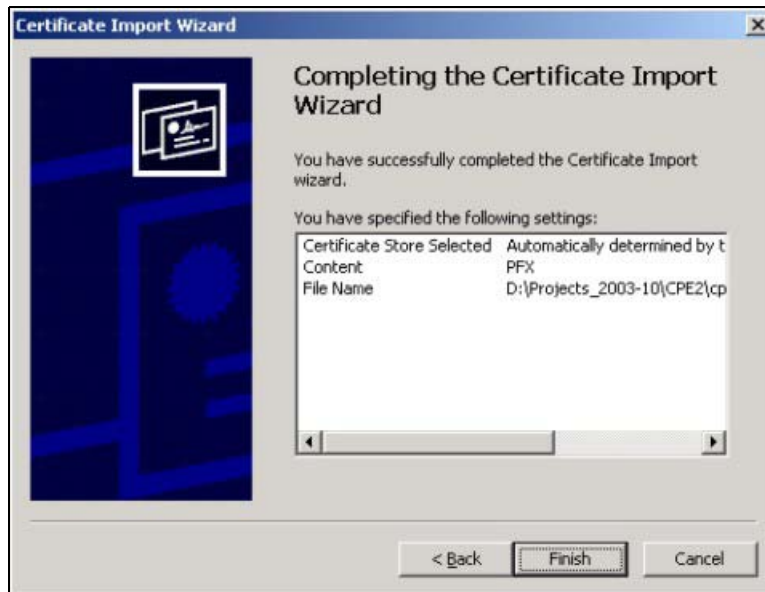 Certificate Import Wizard
Completing the Certificate Import
Wizard
You have successfully completed the Certificate Import
wizard.
You have specified the following settings:
Certificate Store Selected Automatically determined by t
Content PFX
File Name D:\Projects_2003-10\CPE2\cp
< Back Finish Cancel